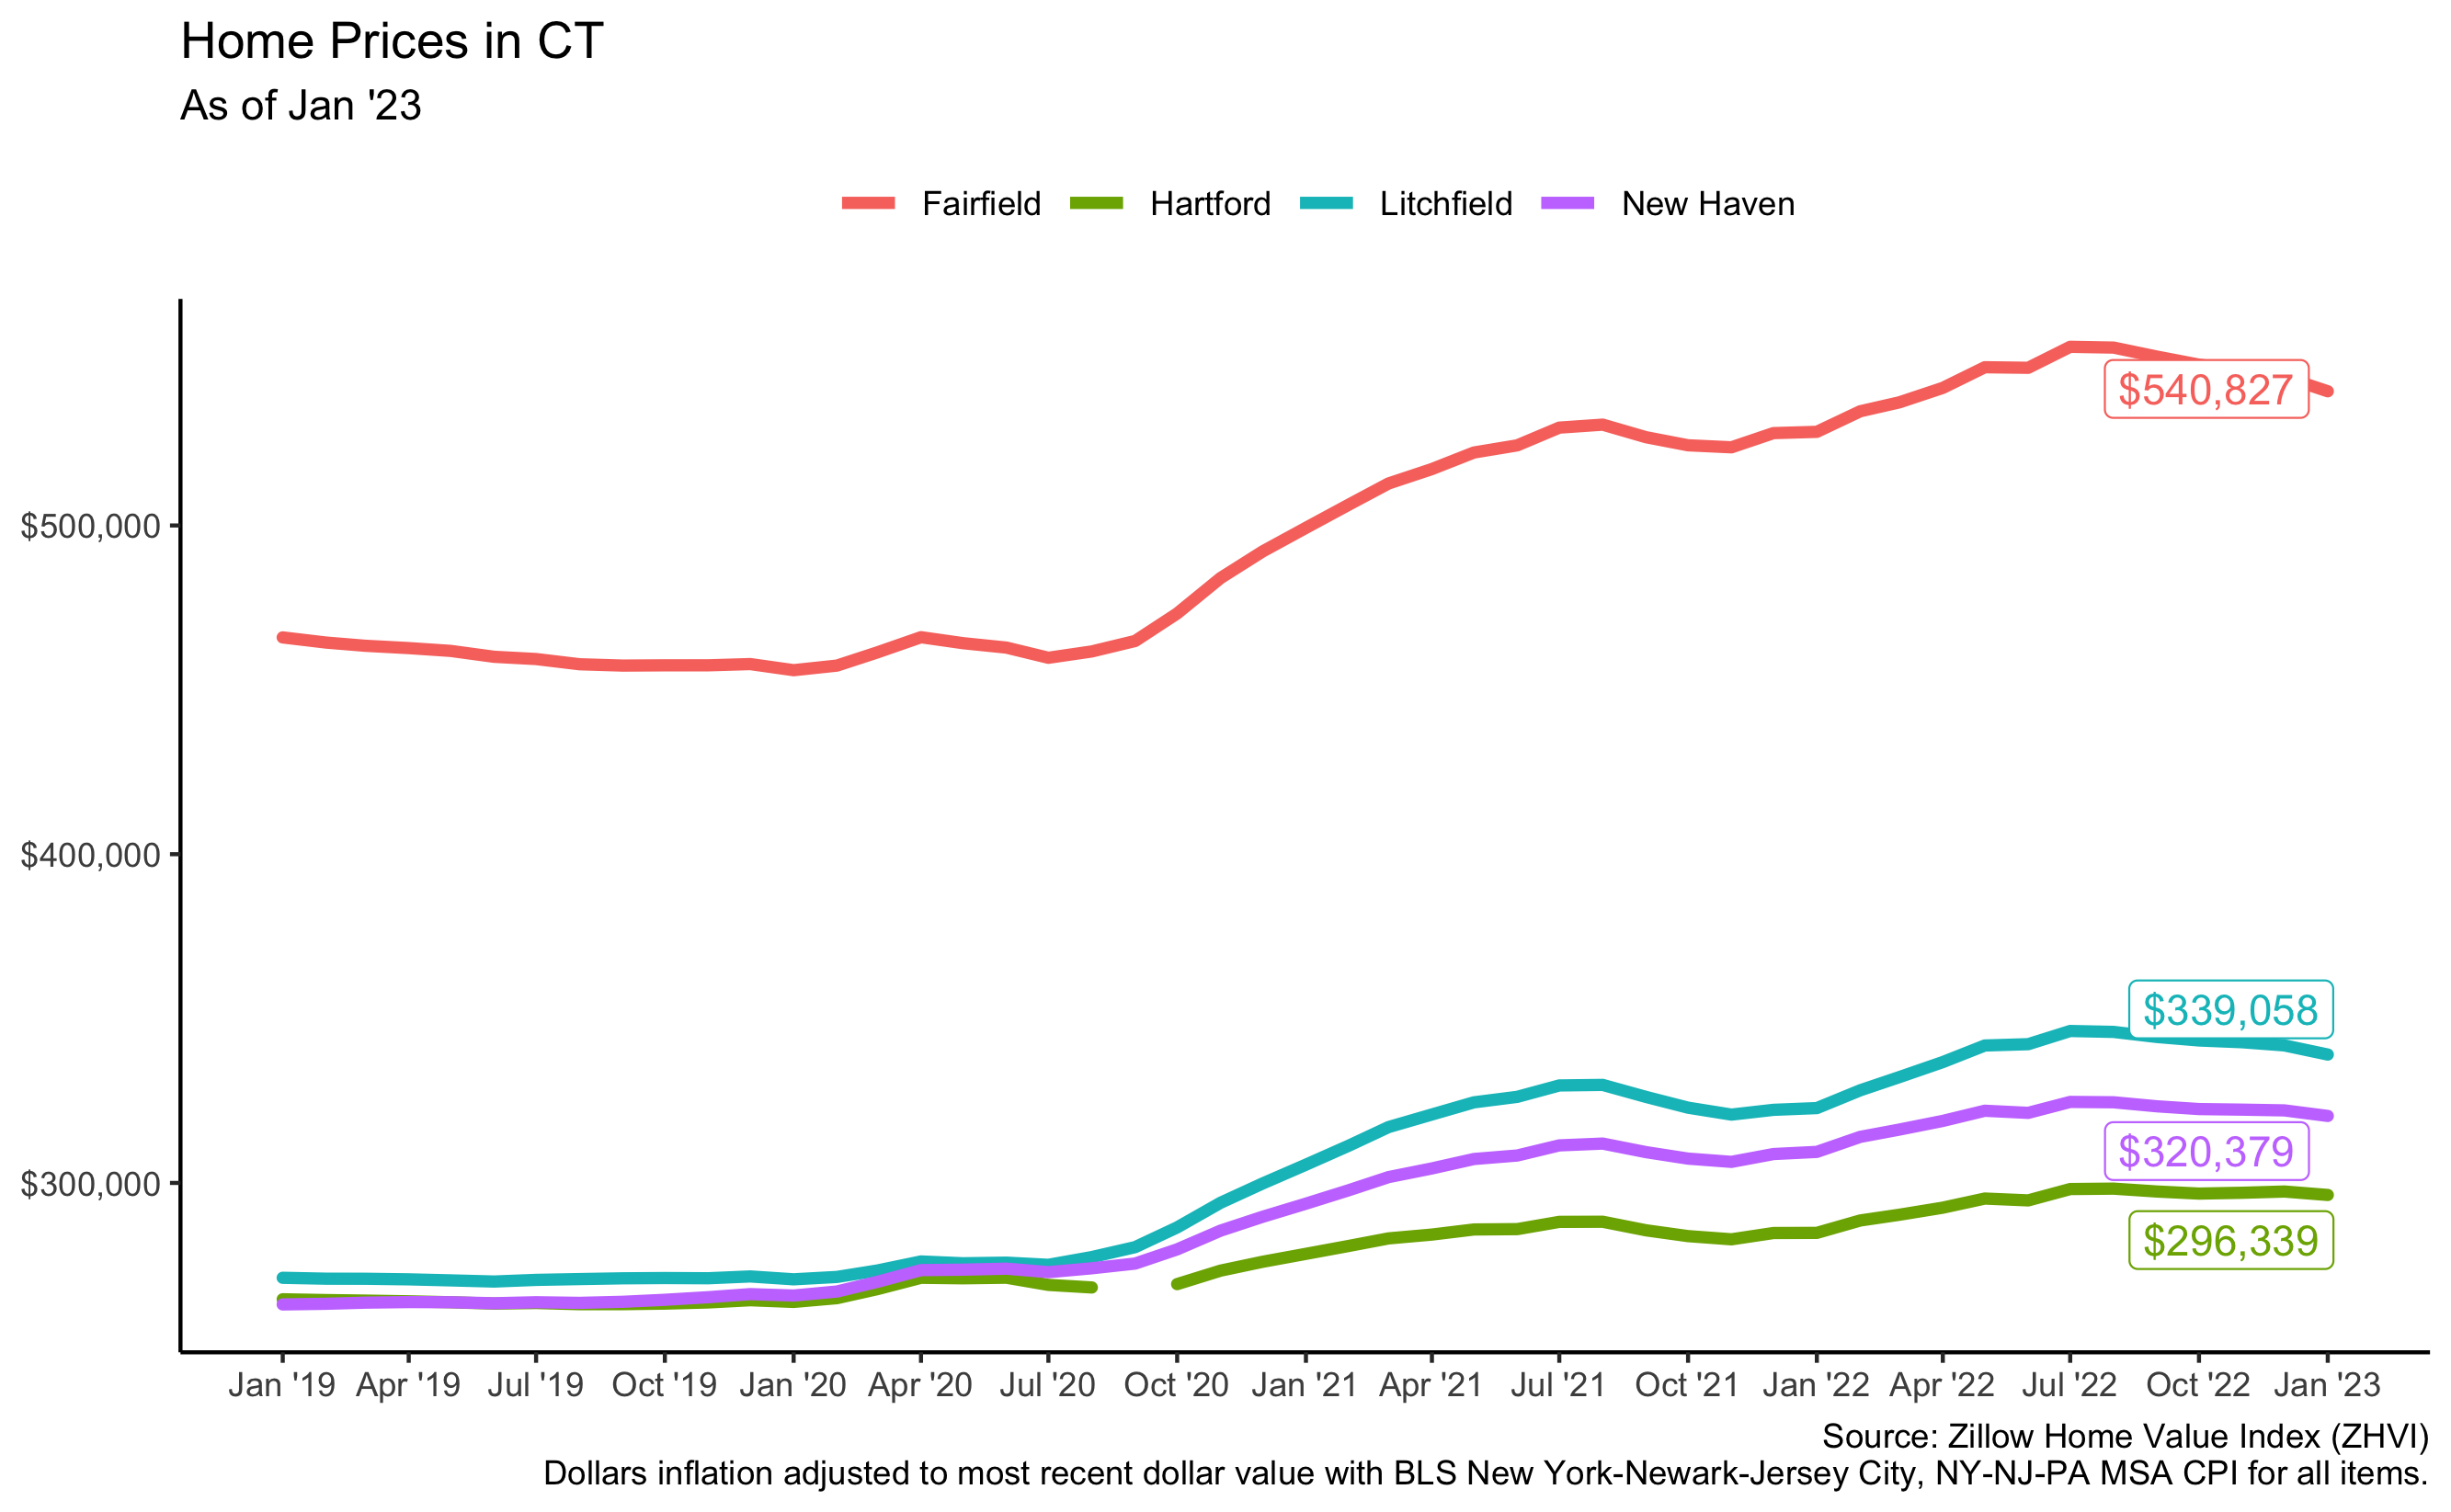 Home Prices in CT
As of Jan '23
Fairfield Hartford Litchfield New Haven
$540,827
$500,000
$400,000
$339,058
$320,379
$300,000
$296,339
Jan '19 Apr '19 Jul '19 Oct '19 Jan '20 Apr '20 Jul '20 Oct '20 Jan '21 Apr '21 Jul '21 Oct '21 Jan '22 Apr '22 Jul '22 Oct '22 Jan '23
Source: Zillow Home Value Index (ZHVI)
Dollars inflation adjusted to most recent dollar value with BLS New York-Newark-Jersey City, NY-NJ-PA MSA CPI for all items.